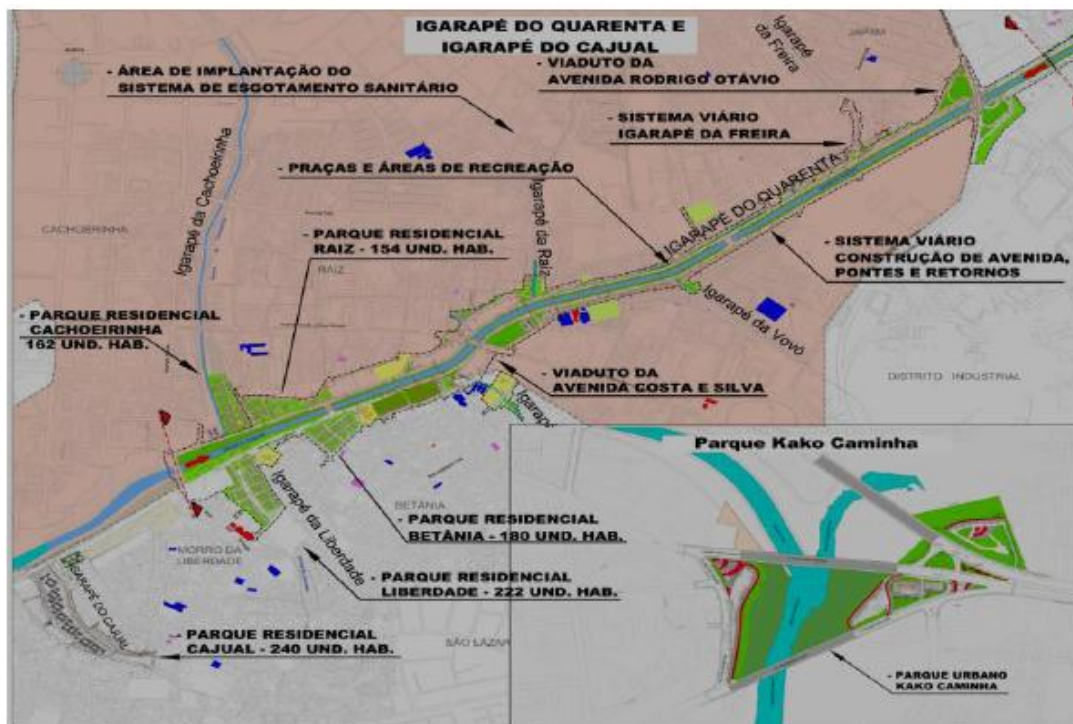 IGARAPÉ DO QUARENTA E
IGARAPÉ DO CAJUAL
- ÁREA DE IMPLANTAÇÃO DO
SISTEMA DE ESGOTAMENTO SANITÁRIO
- VIADUTO DA
AVENIDA RODRIGO OTÁVIO
Igarapé
da Freira
JAPIIM
- SISTEMA VIÁRIO
IGARAPÉ DA FREIRA
- PRAÇAS E ÁREAS DE RECREAÇÃO
Igarapé da Cachoeirinha
CACHOEIRINHA
Igarapé da Raiz
IGARAPÉ DO QUARENTA
- PARQUE RESIDENCIAL
RAIZ - 154 UND. HAB.
RAIZ
- SISTEMA VIÁRIO
CONSTRUÇÃO DE AVENIDA,
PONTES E RETORNOS
Igarapé da Vovó
- PARQUE RESIDENCIAL
CACHOEIRINHA
162 UND. HAB.
- VIADUTO DA
AVENIDA COSTA E SILVA
DISTRITO INDUSTRIAL
Igarapé
Parque Kako Caminha
Igarapé da Liberdade
BETÂNIA
- PARQUE RESIDENCIAL
BETÂNIA - 180 UND. HAB.
MORRO DA
LIBERDADE
- PARQUE RESIDENCIAL
LIBERDADE - 222 UND. HAB.
SÃO LÁZAR
- PARQUE RESIDENCIAL
CAJUAL - 240 UND. HAB.
- PARQUE URBANO
KAKO CAMINHA